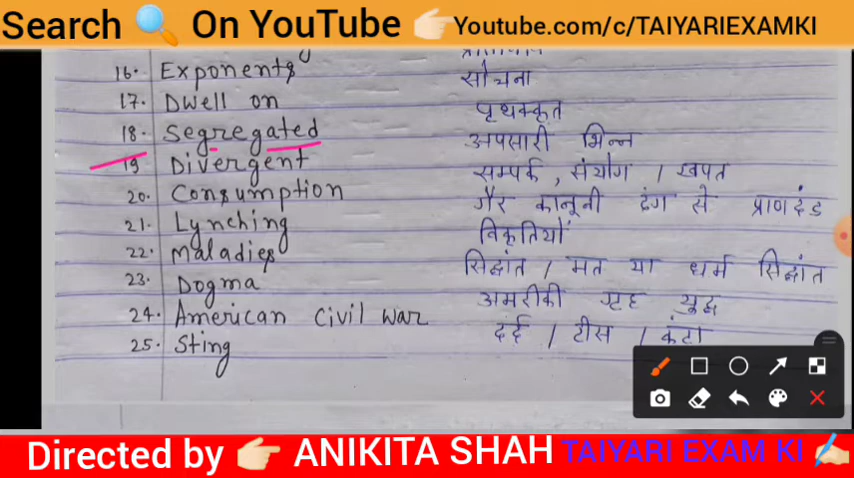 Search 🔍 On YouTube 👉🏻Youtube.com/c/TAIYARIEXAMKI
16. Exponents
17. Dwell on सोचना
18. Segregated पृथक्कृत
19 Divergent अपसारी भिन्न
20. Consumption सम्पर्क, संयोग / खपत
21. Lynching गैर कानूनी ढंग से प्राणदंड
22. Maladies विकृतियों
23. Dogma सिद्धांत / मत या धर्म सिद्धांत
24. American Civil war अमरीकी गृह युद्ध
25. Sting दर्द / टीस / कंटा
Directed by 👉🏻 ANIKITA SHAH TAIYARI EXAM KI ✍🏻